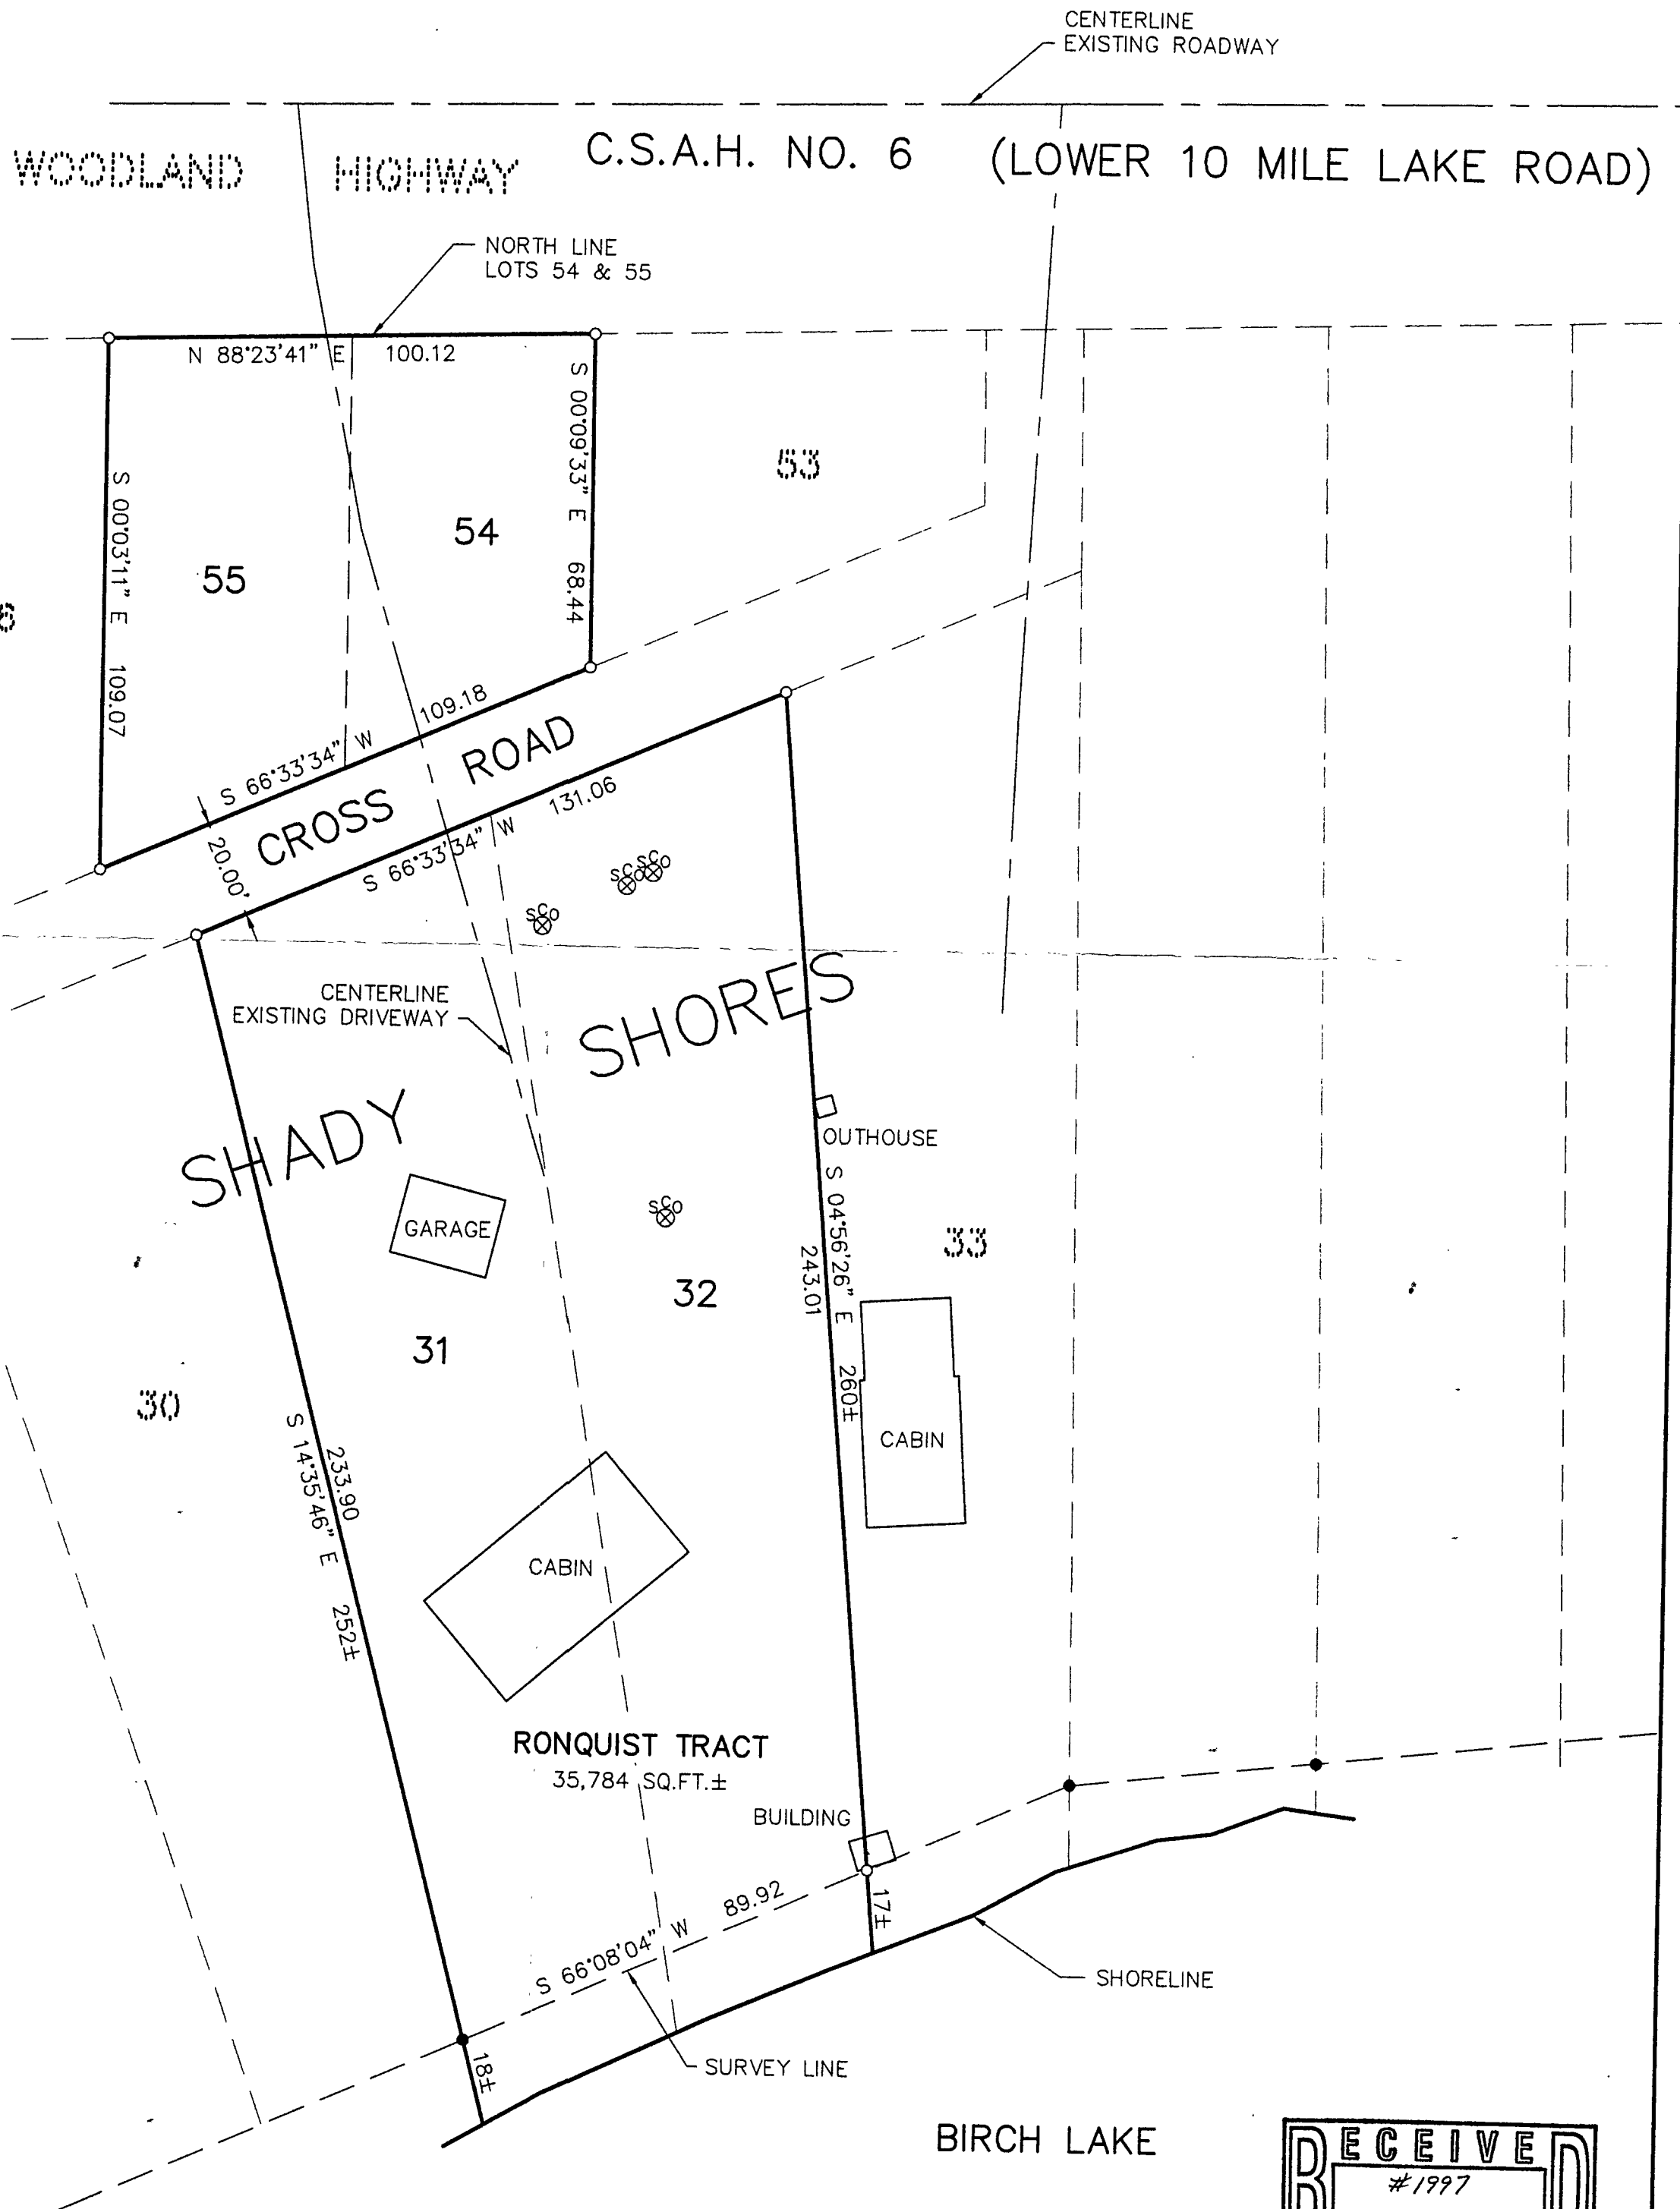 CENTERLINE
EXISTING ROADWAY
WOODLAND HIGHWAY C.S.A.H. NO. 6 (LOWER 10 MILE LAKE ROAD)
NORTH LINE
LOTS 54 & 55
N 88°23'41" E 100.12
S 00°09'33" E 68.44
S 00°03'11" E 109.07
53
54
55
S 66°33'34" W 109.18
CROSS ROAD
20.00'
S 66°33'34" W 131.06
sCo
sCo
sCo
CENTERLINE
EXISTING DRIVEWAY
SHADY SHORES
OUTHOUSE
GARAGE
sCo
S 04°56'26" E 260±
243.01
33
32
31
30
CABIN
233.90
S 14°35'46" E 252±
CABIN
RONQUIST TRACT
35,784 SQ.FT.±
BUILDING
S 66°08'04" W 89.92
17±
SHORELINE
18±
SURVEY LINE
BIRCH LAKE
RECEIVED
#1997